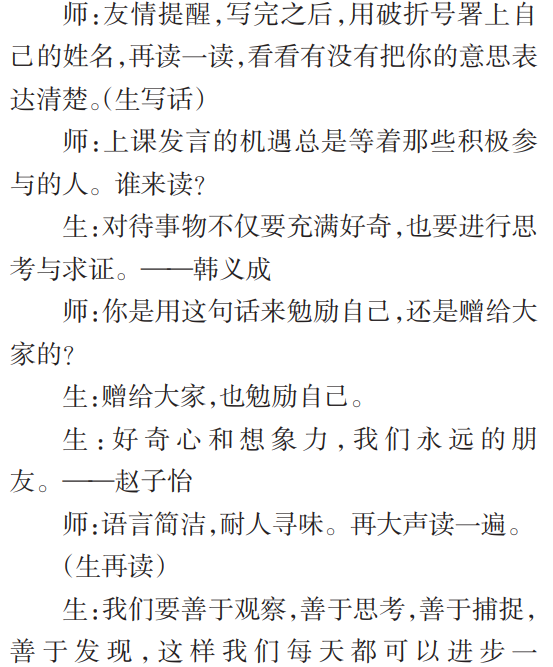 师:友情提醒,写完之后,用破折号署上自
己的姓名,再读一读,看看有没有把你的意思表
达清楚。(生写话)
师:上课发言的机遇总是等着那些积极参
与的人。谁来读?
生:对待事物不仅要充满好奇,也要进行思
考与求证。——韩义成
师:你是用这句话来勉励自己,还是赠给大
家的?
生:赠给大家,也勉励自己。
生:好奇心和想象力,我们永远的朋
友。——赵子怡
师:语言简洁,耐人寻味。再大声读一遍。
(生再读)
生:我们要善于观察,善于思考,善于捕捉,
善于发现,这样我们每天都可以进步一